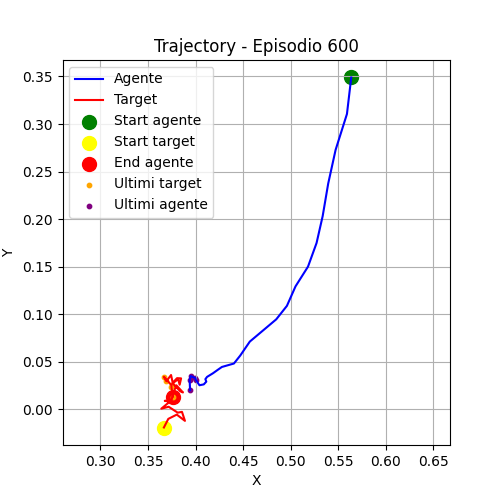 Trajectory - Episodio 600
Agente
Target
Start agente
Start target
End agente
Ultimi target
Ultimi agente
Y
0.35
0.30
0.25
0.20
0.15
0.10
0.05
0.00
0.30 0.35 0.40 0.45 0.50 0.55 0.60 0.65
X